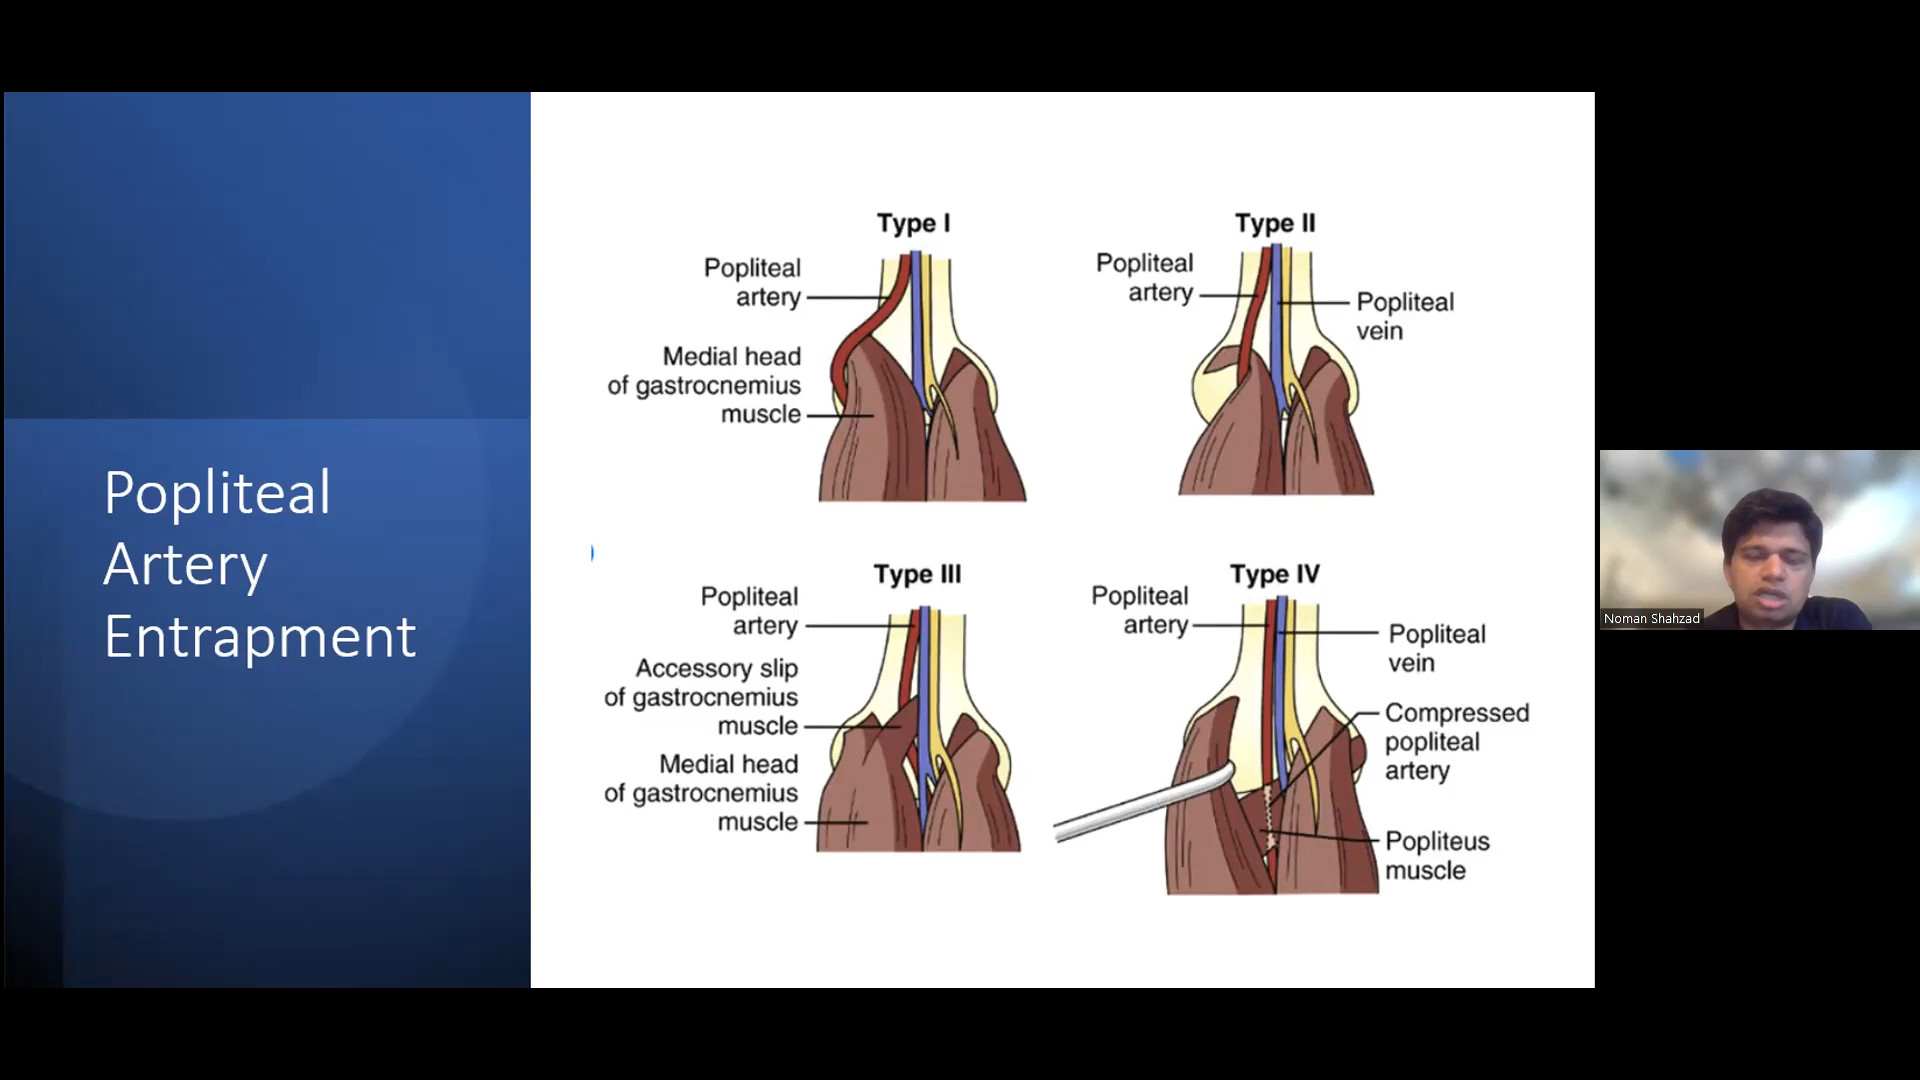 Popliteal
Artery
Entrapment
Type I
Popliteal
artery
Medial head
of gastrocnemius
muscle
Type II
Popliteal
artery
Popliteal
vein
Type III
Popliteal
artery
Accessory slip
of gastrocnemius
muscle
Medial head
of gastrocnemius
muscle
Type IV
Popliteal
artery
Popliteal
vein
Compressed
popliteal
artery
Popliteus
muscle
Noman Shahzad